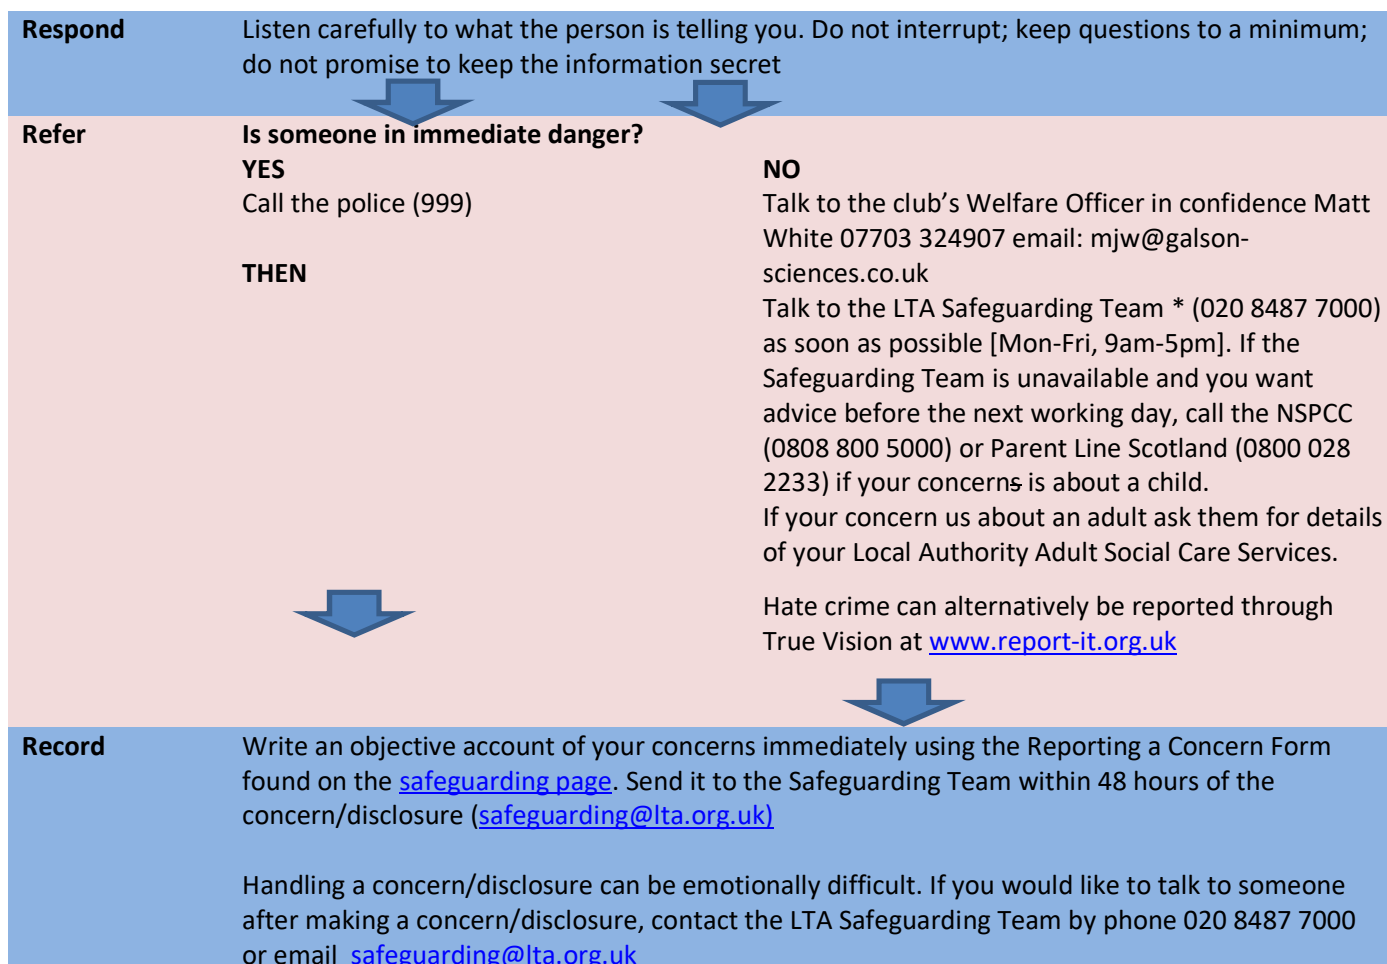 Respond
Listen carefully to what the person is telling you. Do not interrupt; keep questions to a minimum;
do not promise to keep the information secret
Refer
Is someone in immediate danger?
YES
Call the police (999)
THEN
NO
Talk to the club’s Welfare Officer in confidence Matt
White 07703 324907 email: mjw@galson-
sciences.co.uk
Talk to the LTA Safeguarding Team * (020 8487 7000)
as soon as possible [Mon-Fri, 9am-5pm]. If the
Safeguarding Team is unavailable and you want
advice before the next working day, call the NSPCC
(0808 800 5000) or Parent Line Scotland (0800 028
2233) if your concerns is about a child.
If your concern us about an adult ask them for details
of your Local Authority Adult Social Care Services.
Hate crime can alternatively be reported through
True Vision at www.report-it.org.uk
Record
Write an objective account of your concerns immediately using the Reporting a Concern Form
found on the safeguarding page. Send it to the Safeguarding Team within 48 hours of the
concern/disclosure (safeguarding@lta.org.uk)
Handling a concern/disclosure can be emotionally difficult. If you would like to talk to someone
after making a concern/disclosure, contact the LTA Safeguarding Team by phone 020 8487 7000
or email safeguarding@lta.org.uk